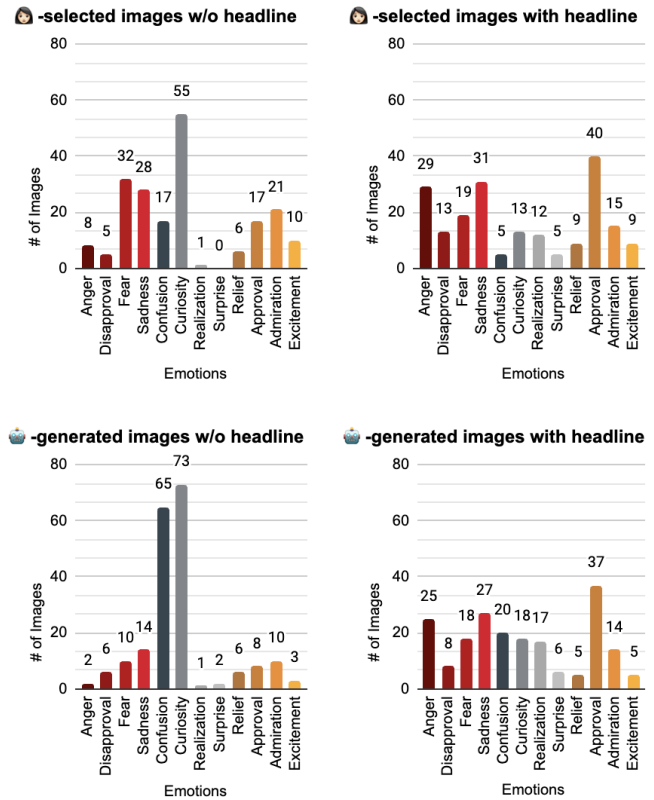 -selected images w/o headline
80
60
40
20
0
# of Images
8
5
32
28
17
55
1
0
6
17
21
10
Anger
Disapproval
Fear
Sadness
Confusion
Curiosity
Realization
Surprise
Relief
Approval
Admiration
Excitement
Emotions
-selected images with headline
80
60
40
20
0
# of Images
29
13
19
31
5
13
12
5
9
40
15
9
Anger
Disapproval
Fear
Sadness
Confusion
Curiosity
Realization
Surprise
Relief
Approval
Admiration
Excitement
Emotions
-generated images w/o headline
80
60
40
20
0
# of Images
2
6
10
14
65
73
1
2
6
8
10
3
Anger
Disapproval
Fear
Sadness
Confusion
Curiosity
Realization
Surprise
Relief
Approval
Admiration
Excitement
Emotions
-generated images with headline
80
60
40
20
0
# of Images
25
8
18
27
20
18
17
6
5
37
14
5
Anger
Disapproval
Fear
Sadness
Confusion
Curiosity
Realization
Surprise
Relief
Approval
Admiration
Excitement
Emotions